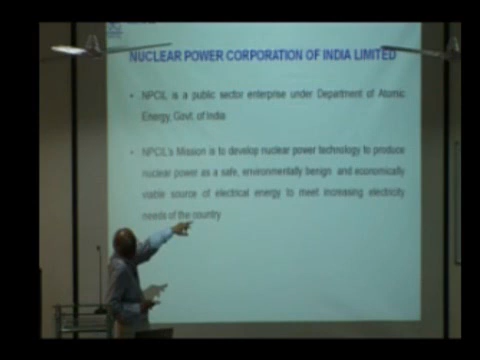 NUCLEAR POWER CORPORATION OF INDIA LIMITED
• NPCIL is a public sector enterprise under Department of Atomic
Energy, Govt. of India
• NPCIL's Mission is to develop nuclear power technology to produce
nuclear power as a safe, environmentally benign and economically
viable source of electrical energy to meet increasing electricity
needs of the country